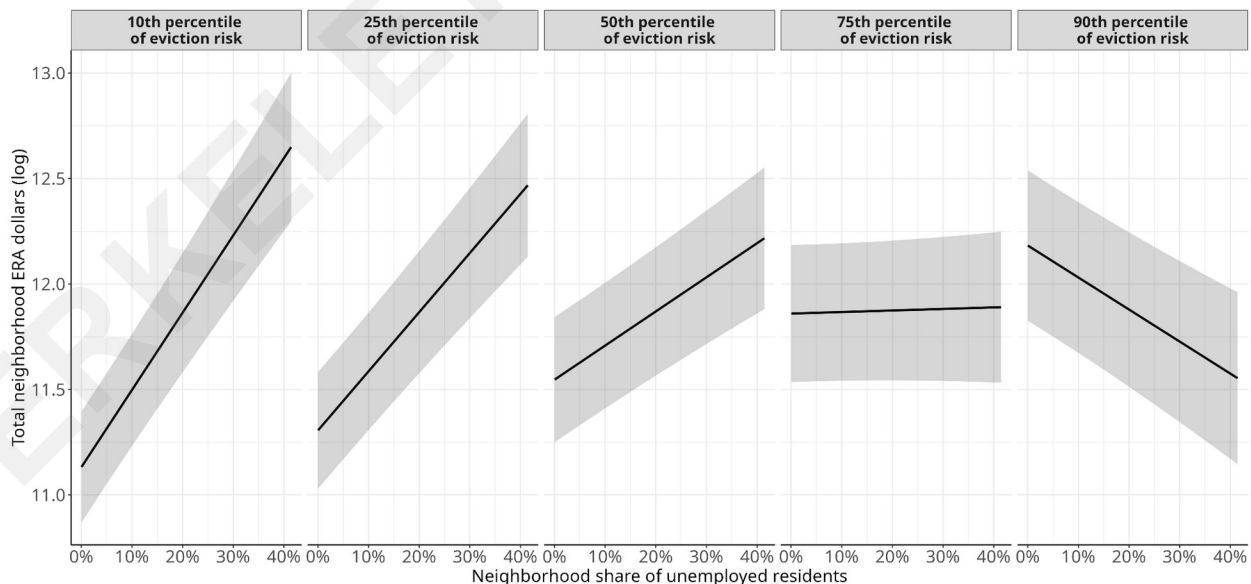 10th percentile
of eviction risk
25th percentile
of eviction risk
50th percentile
of eviction risk
75th percentile
of eviction risk
90th percentile
of eviction risk
Total neighborhood ERA dollars (log)
13.0
12.5
12.0
11.5
11.0
0% 10% 20% 30% 40%
0% 10% 20% 30% 40%
0% 10% 20% 30% 40%
0% 10% 20% 30% 40%
0% 10% 20% 30% 40%
Neighborhood share of unemployed residents
ERKELE